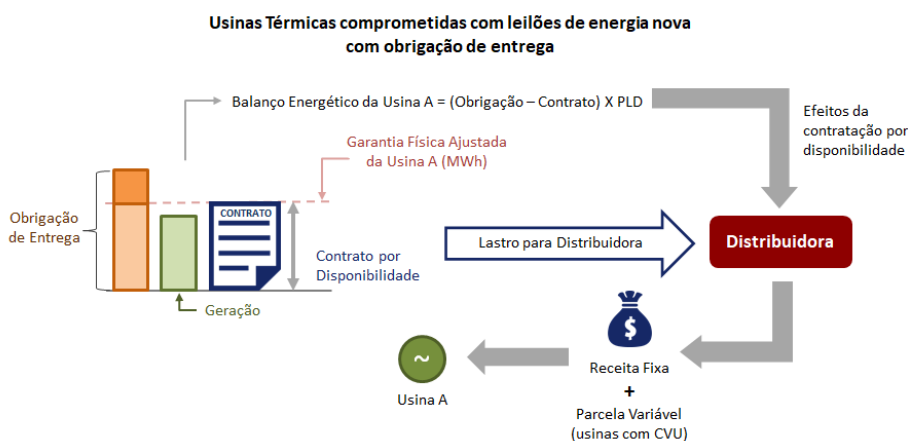 Usinas Térmicas comprometidas com leilões de energia nova
com obrigação de entrega
Balanço Energético da Usina A = (Obrigação – Contrato) X PLD
Efeitos da
contratação por
disponibilidade
Garantia Física Ajustada
da Usina A (MWh)
Obrigação
de Entrega
CONTRATO
Contrato por
Disponibilidade
Geração
Lastro para Distribuidora
Distribuidora
$
~
Usina A
Receita Fixa
+
Parcela Variável
(usinas com CVU)